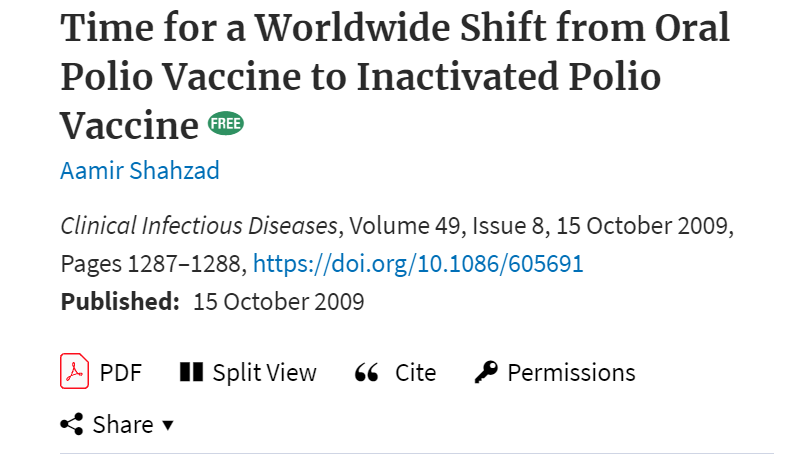 Time for a Worldwide Shift from Oral
Polio Vaccine to Inactivated Polio
Vaccine FREE
Aamir Shahzad
Clinical Infectious Diseases, Volume 49, Issue 8, 15 October 2009,
Pages 1287–1288, https://doi.org/10.1086/605691
Published: 15 October 2009
PDF Split View Cite Permissions
Share